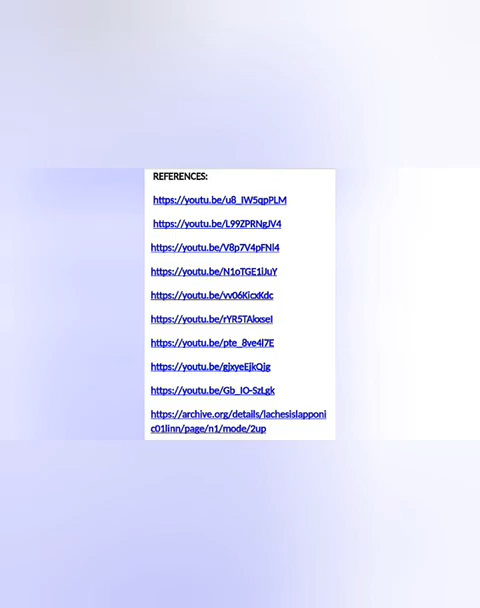 REFERENCES:
https://youtu.be/u8_IW5qpPLM
https://youtu.be/L99ZPRNgJV4
https://youtu.be/V8p7V4pFNi4
https://youtu.be/N1oTGE1iJuY
https://youtu.be/vv06KicxKdc
https://youtu.be/rYR5TAkxseI
https://youtu.be/pte_8ve4l7E
https://youtu.be/gjxyeEjkQjg
https://youtu.be/Gb_IO-SzLgk
https://archive.org/details/lachesislapponi
c01linn/page/n1/mode/2up